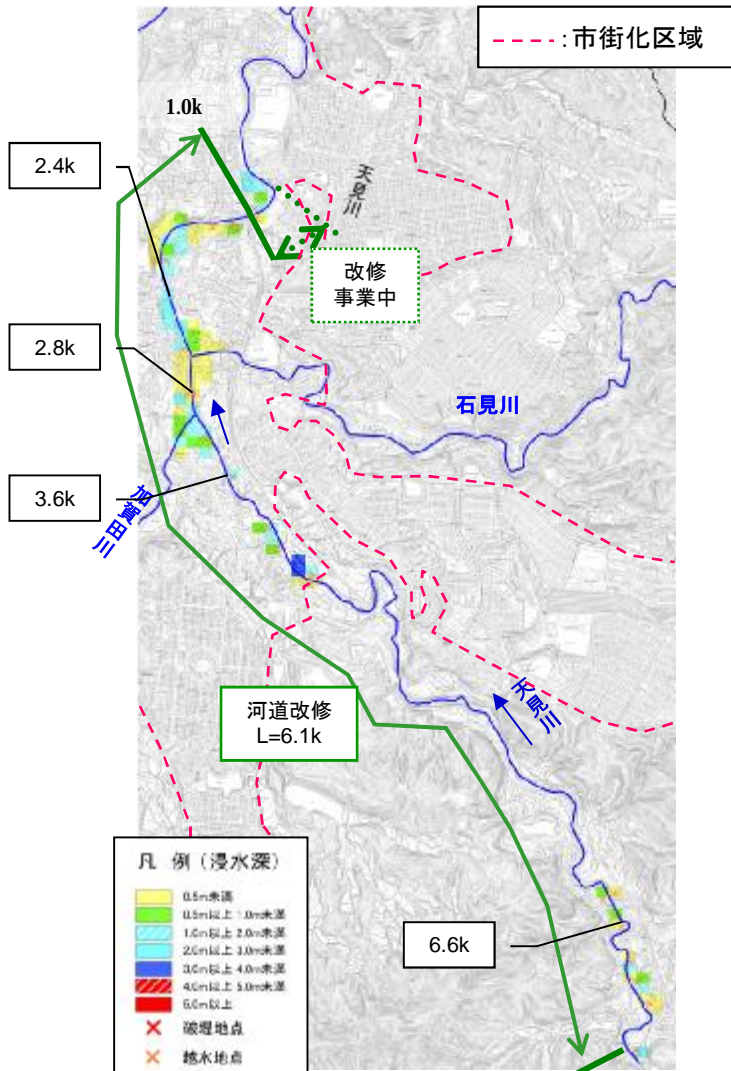 -----:市街化区域
1.0k
2.4k
天見川
改修
事業中
2.8k
石見川
3.6k
加賀田川
天見川
河道改修
L=6.1k
凡 例(浸水深)
0.5m未満
0.5m以上 1.0m未満
1.0m以上 2.0m未満
2.0m以上 3.0m未満
3.0m以上 4.0m未満
4.0m以上 5.0m未満
5.0m以上
破堤地点
越水地点
6.6k